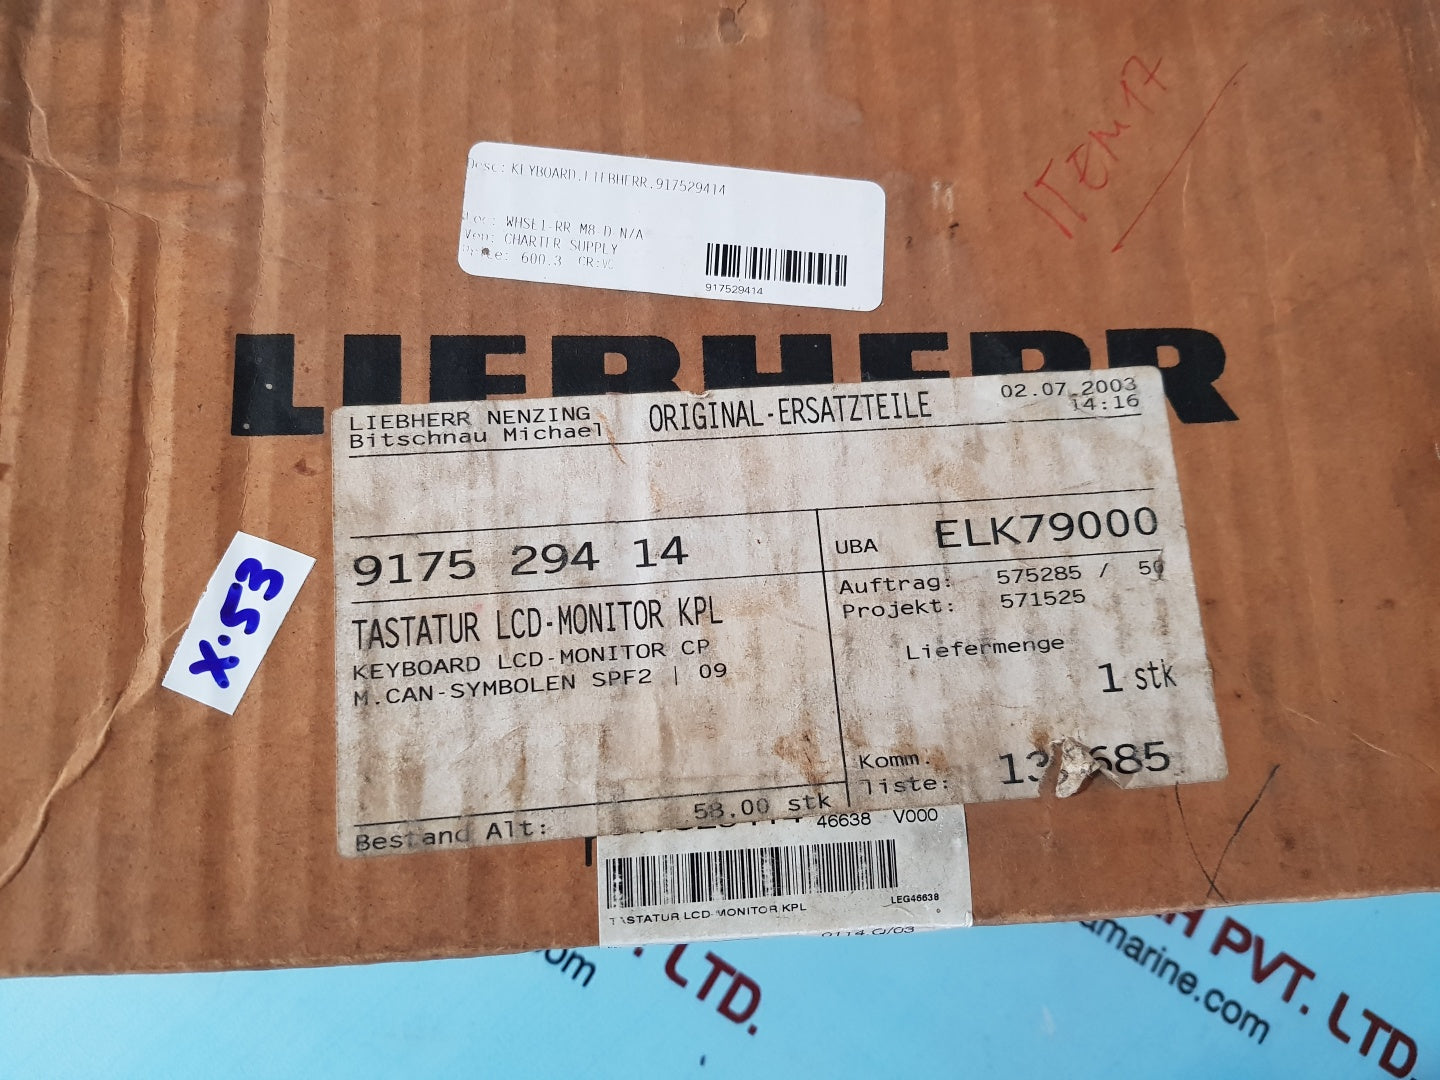 ITEM 17
Desc: KEYBOARD.LIEBHERR.917529414
Loc: WHSE1-RR M8-D N/A
Ven: CHARTER SUPPLY
600.3 CR:VC
917529414
LIEBHERR
LIEBHERR NENZING
Bitschnau Michael
ORIGINAL-ERSATZTEILE
02.07.2003
14:16
9175 294 14
UBA ELK79000
TASTATUR LCD-MONITOR KPL
KEYBOARD LCD-MONITOR CP
M.CAN-SYMBOLEN SPF2 | 09
Auftrag: 575285 /
Projekt: 571525
Liefermenge
1 stk
Komm.
liste:
Bestand Alt: 58.00 stk
X.53
46638 V000
TASTATUR LCD-MONITOR KPL
LEG46638
LTD.
PVT. LTD.
amarine.com